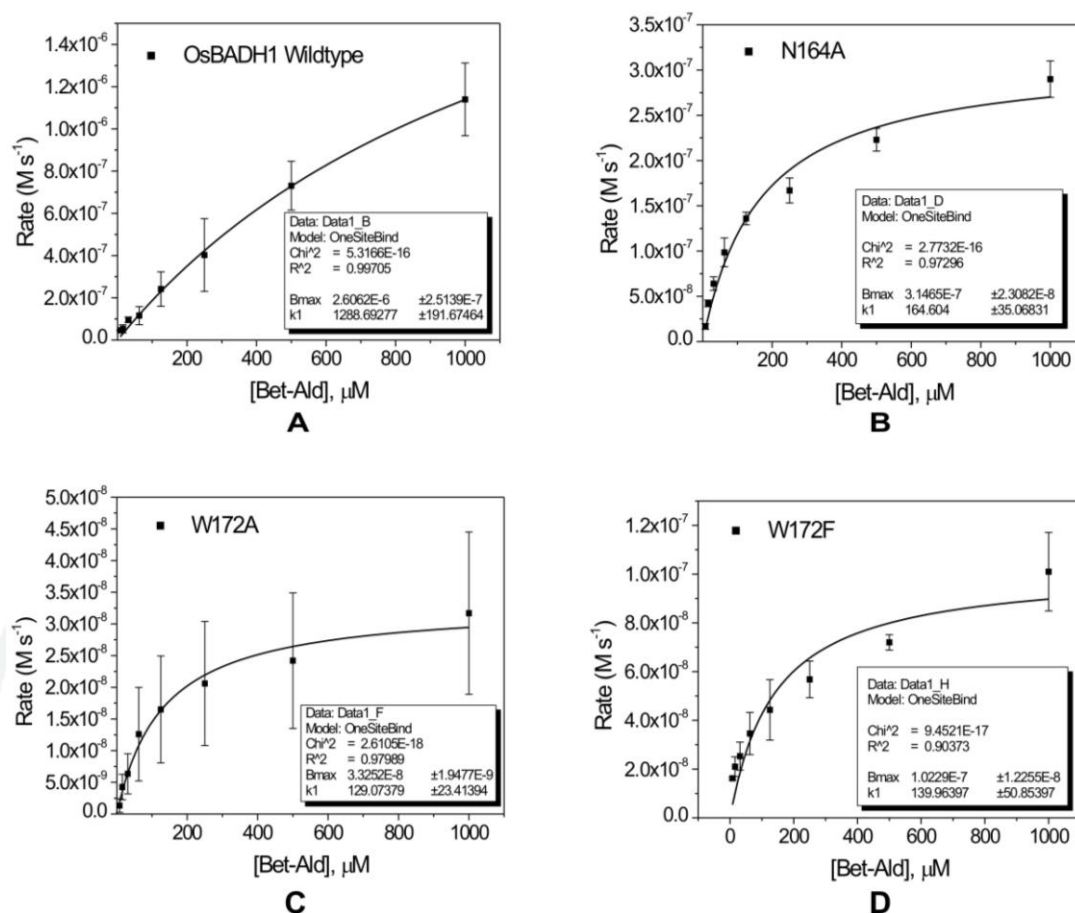 OsBADH1 Wildtype
Rate (M s⁻¹)
1.4x10⁻⁶
1.2x10⁻⁶
1.0x10⁻⁶
8.0x10⁻⁷
6.0x10⁻⁷
4.0x10⁻⁷
2.0x10⁻⁷
0.0
Data: Data1_B
Model: OneSiteBind
Chi^2 = 5.3166E-16
R^2 = 0.99705
Bmax 2.6062E-6 ±2.5139E-7
k1 1288.69277 ±191.67464
200 400 600 800 1000
[Bet-Ald], µM
A
N164A
Rate (M s⁻¹)
3.5x10⁻⁷
3.0x10⁻⁷
2.5x10⁻⁷
2.0x10⁻⁷
1.5x10⁻⁷
1.0x10⁻⁷
5.0x10⁻⁸
0.0
Data: Data1_D
Model: OneSiteBind
Chi^2 = 2.7732E-16
R^2 = 0.97296
Bmax 3.1465E-7 ±2.3082E-8
k1 164.604 ±35.06831
200 400 600 800 1000
[Bet-Ald], µM
B
W172A
Rate (M s⁻¹)
5.0x10⁻⁸
4.5x10⁻⁸
4.0x10⁻⁸
3.5x10⁻⁸
3.0x10⁻⁸
2.5x10⁻⁸
2.0x10⁻⁸
1.5x10⁻⁸
1.0x10⁻⁸
5.0x10⁻⁹
0.0
Data: Data1_F
Model: OneSiteBind
Chi^2 = 2.6105E-18
R^2 = 0.97989
Bmax 3.3252E-8 ±1.9477E-9
k1 129.07379 ±23.41394
200 400 600 800 1000
[Bet-Ald], µM
C
W172F
Rate (M s⁻¹)
1.2x10⁻⁷
1.0x10⁻⁷
8.0x10⁻⁸
6.0x10⁻⁸
4.0x10⁻⁸
2.0x10⁻⁸
0.0
Data: Data1_H
Model: OneSiteBind
Chi^2 = 9.4521E-17
R^2 = 0.90373
Bmax 1.0229E-7 ±1.2255E-8
k1 139.96397 ±50.85397
0 200 400 600 800 1000
[Bet-Ald], µM
D